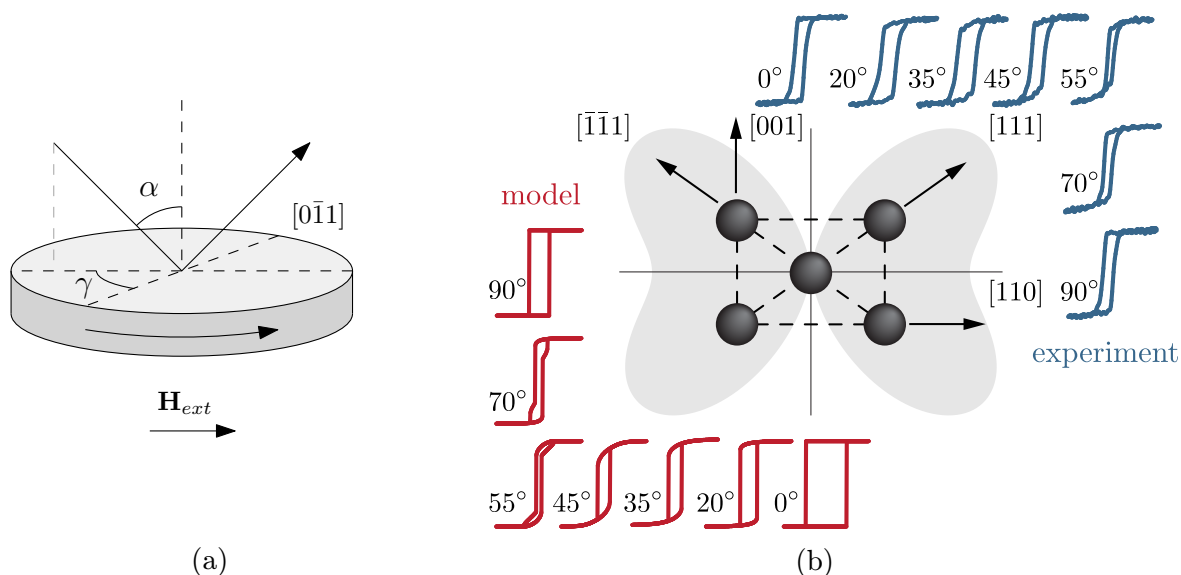 0° 20° 35° 45° 55°
[1̄1̄1] [001] [111]
α
70°
model
[01̄1]
γ
90° [110] 90°
experiment
70°
H_ext
55° 45° 35° 20° 0°
(a) (b)